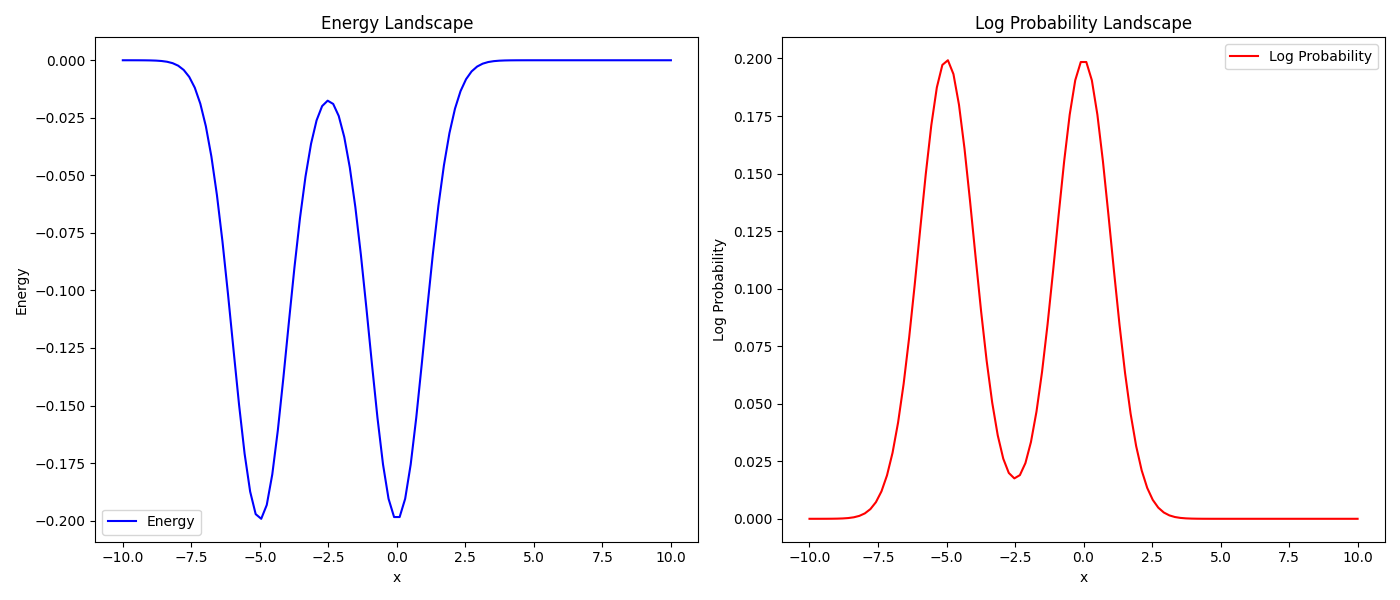 Energy Landscape
0.000
−0.025
−0.050
−0.075
−0.100
−0.125
−0.150
−0.175
−0.200
Energy
Energy
−10.0 −7.5 −5.0 −2.5 0.0 2.5 5.0 7.5 10.0
x
Log Probability Landscape
0.200
0.175
0.150
0.125
0.100
0.075
0.050
0.025
0.000
Log Probability
Log Probability
−10.0 −7.5 −5.0 −2.5 0.0 2.5 5.0 7.5 10.0
x